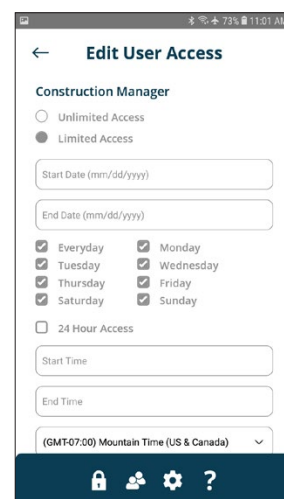 73% 11:01 AM
Edit User Access
Construction Manager
Unlimited Access
Limited Access
Start Date (mm/dd/yyyy)
End Date (mm/dd/yyyy)
Everyday Monday
Tuesday Wednesday
Thursday Friday
Saturday Sunday
24 Hour Access
Start Time
End Time
(GMT-07:00) Mountain Time (US & Canada)
?